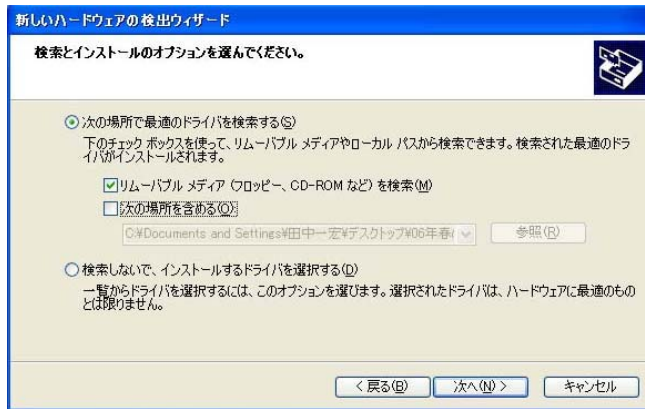 新しいハードウェアの検出ウィザード
検索とインストールのオプションを選んでください。
次の場所で最適のドライバを検索する(S)
下のチェック ボックスを使って、リムーバブル メディアやローカル パスから検索できます。検索された最適のドラ
イバがインストールされます。
リムーバブル メディア (フロッピー、CD-ROM など) を検索(M)
次の場所を含める(O):
C:¥Documents and Settings¥田中一宏¥デスクトップ¥06年春(
参照(R)
検索しないで、インストールするドライバを選択する(D)
一覧からドライバを選択するには、このオプションを選びます。選択されたドライバは、ハードウェアに最適のもの
とは限りません。
< 戻る(B)
次へ(N) >
キャンセル